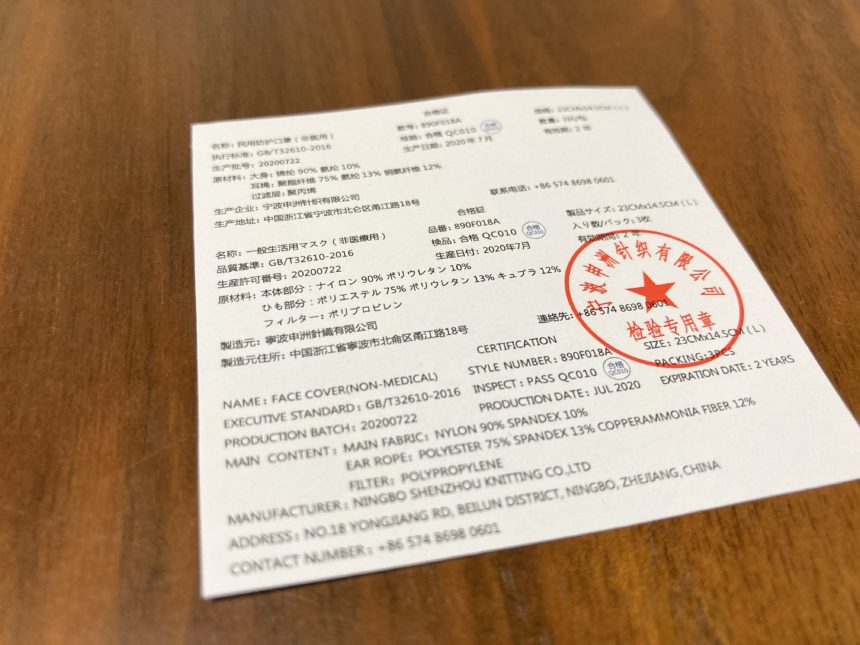 合格证
名称：民用防护口罩（非医用）
款号：890F018A
规格：23CMx14.5CM（L）
执行标准：GB/T32610-2016
检验：合格 QC010
合格
数量：3只/包
生产批号：20200722
生产日期：2020年7月
有效期：2 年
原材料：大身：锦纶 90% 氨纶 10%
耳绳：聚酯纤维 75% 氨纶 13% 铜氨纤维 12%
过滤层：聚丙烯
生产企业：宁波申洲针织有限公司
联系电话：+86 574 8698 0601
生产地址：中国浙江省宁波市北仑区甬江路18号
合格証
名称：一般生活用マスク（非医療用）
品番：890F018A
製品サイズ：23CMx14.5CM（L）
品質基準：GB/T32610-2016
検品：合格 QC010
合格
QC010
入り数/パック：3枚
生産許可番号：20200722
生産日付：2020年7月
有効期間：2 年
原材料：本体部分：ナイロン 90% ポリウレタン 10%
ひも部分：ポリエステル 75% ポリウレタン 13% キュプラ 12%
フィルター：ポリプロピレン
製造元：寧波申洲針織有限公司
連絡先：+86 574 8698 0601
製造元住所：中国浙江省寧波市北侖区甬江路18号
宁波申洲针织有限公司
检验专用章
CERTIFICATION
NAME：FACE COVER(NON-MEDICAL)
STYLE NUMBER：890F018A
SIZE：23CMx14.5CM（L）
EXECUTIVE STANDARD：GB/T32610-2016
INSPECT：PASS QC010
合格
QC010
PACKING：3PCS
PRODUCTION BATCH：20200722
PRODUCTION DATE：JUL 2020
EXPIRATION DATE：2 YEARS
MAIN CONTENT：MAIN FABRIC：NYLON 90% SPANDEX 10%
EAR ROPE：POLYESTER 75% SPANDEX 13% COPPERAMMONIA FIBER 12%
FILTER：POLYPROPYLENE
MANUFACTURER：NINGBO SHENZHOU KNITTING CO.,LTD
ADDRESS：NO.18 YONGJIANG RD, BEILUN DISTRICT, NINGBO, ZHEJIANG, CHINA
CONTACT NUMBER：+86 574 8698 0601